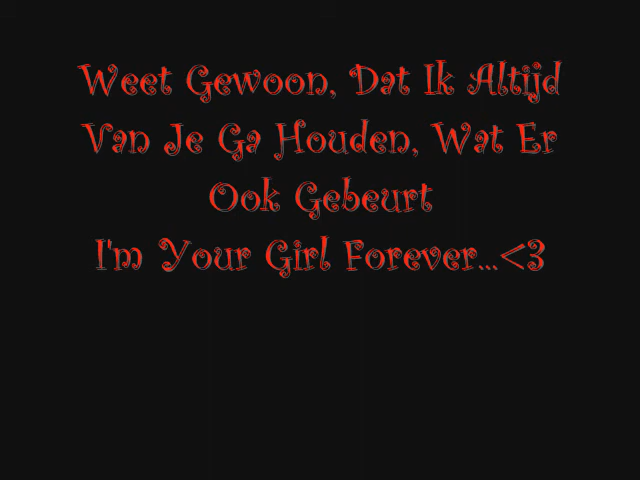 Weet Gewoon, Dat Ik Altijd
Van Je Ga Houden, Wat Er
Ook Gebeurt
I'm Your Girl Forever...<3